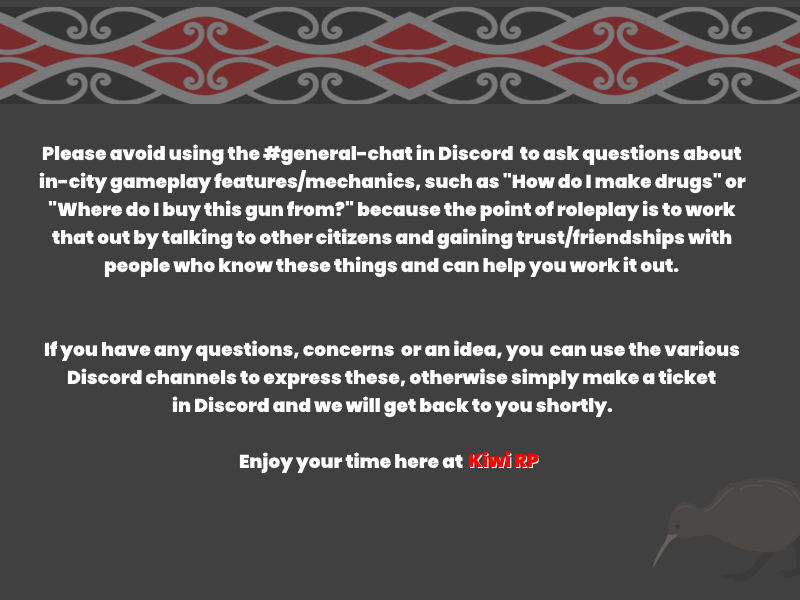 Please avoid using the #general-chat in Discord to ask questions about
in-city gameplay features/mechanics, such as "How do I make drugs" or
"Where do I buy this gun from?" because the point of roleplay is to work
that out by talking to other citizens and gaining trust/friendships with
people who know these things and can help you work it out.
If you have any questions, concerns or an idea, you can use the various
Discord channels to express these, otherwise simply make a ticket
in Discord and we will get back to you shortly.
Enjoy your time here at Kiwi RP